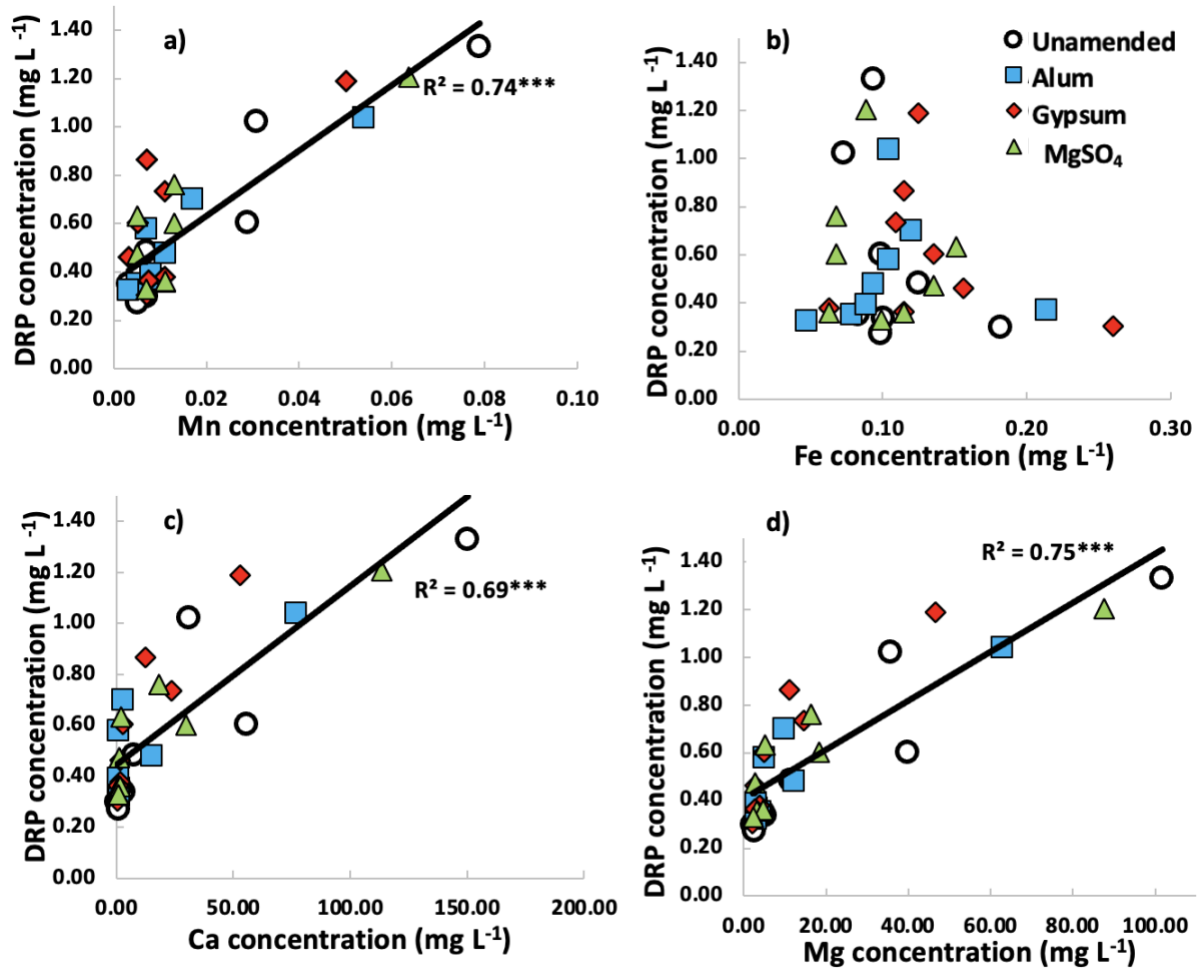 a)
R² = 0.74***
DRP concentration (mg L⁻¹)
1.40
1.20
1.00
0.80
0.60
0.40
0.20
0.00
0.00 0.02 0.04 0.06 0.08 0.10
Mn concentration (mg L⁻¹)
b)
Unamended
Alum
Gypsum
MgSO₄
DRP concentration (mg L⁻¹)
1.40
1.20
1.00
0.80
0.60
0.40
0.20
0.00 0.10 0.20 0.30
Fe concentration (mg L⁻¹)
c)
R² = 0.69***
DRP concentration (mg L⁻¹)
1.40
1.20
1.00
0.80
0.60
0.40
0.20
0.00
0.00 50.00 100.00 150.00 200.00
Ca concentration (mg L⁻¹)
d)
R² = 0.75***
DRP concentration (mg L⁻¹)
1.40
1.20
1.00
0.80
0.60
0.40
0.20
0.00
0.00 20.00 40.00 60.00 80.00 100.00
Mg concentration (mg L⁻¹)